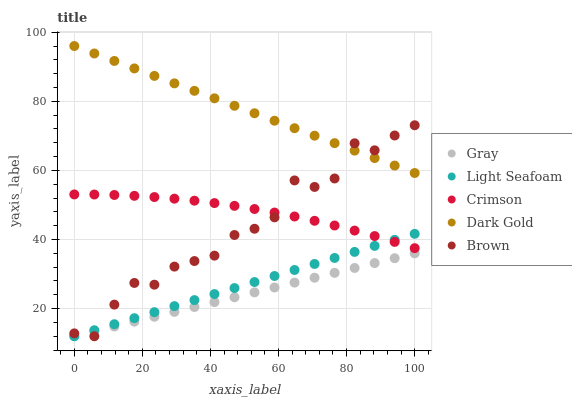 title
100
80
60
40
20
0
20
40
60
80
100
yaxis_label
xaxis_label
Gray
Light Seafoam
Crimson
Dark Gold
Brown